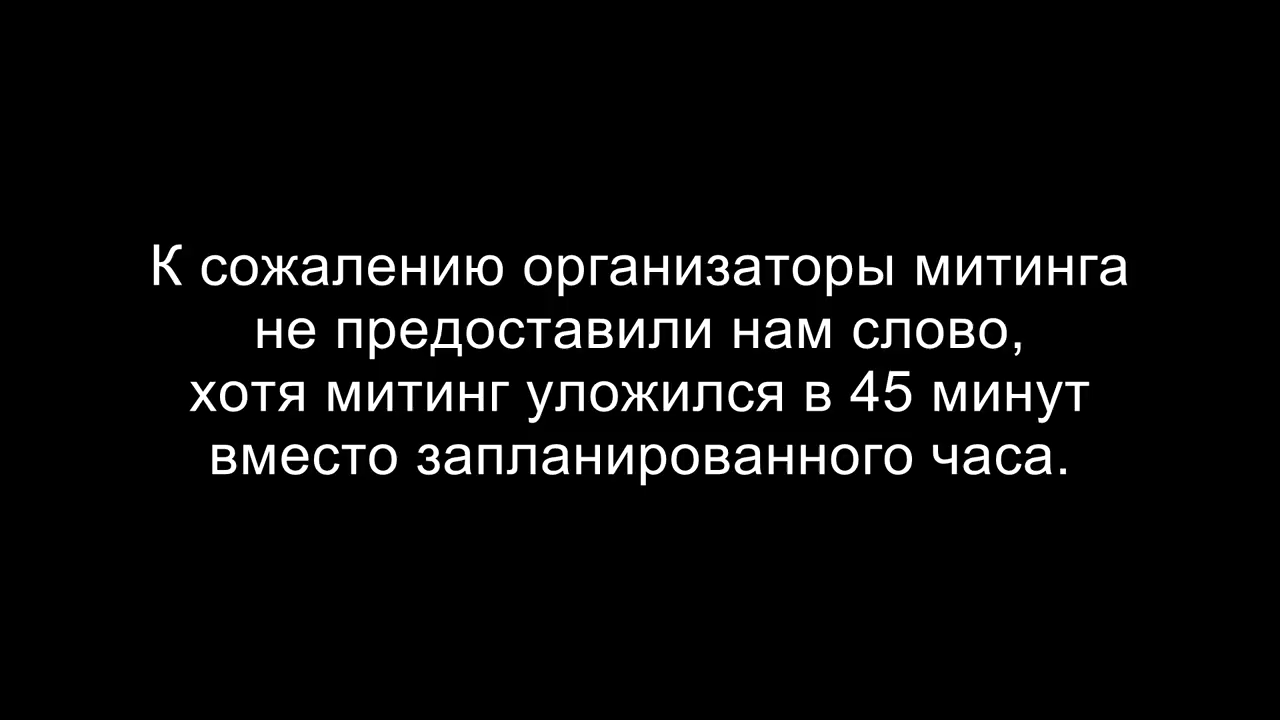 К сожалению организаторы митинга
не предоставили нам слово,
хотя митинг уложился в 45 минут
вместо запланированного часа.